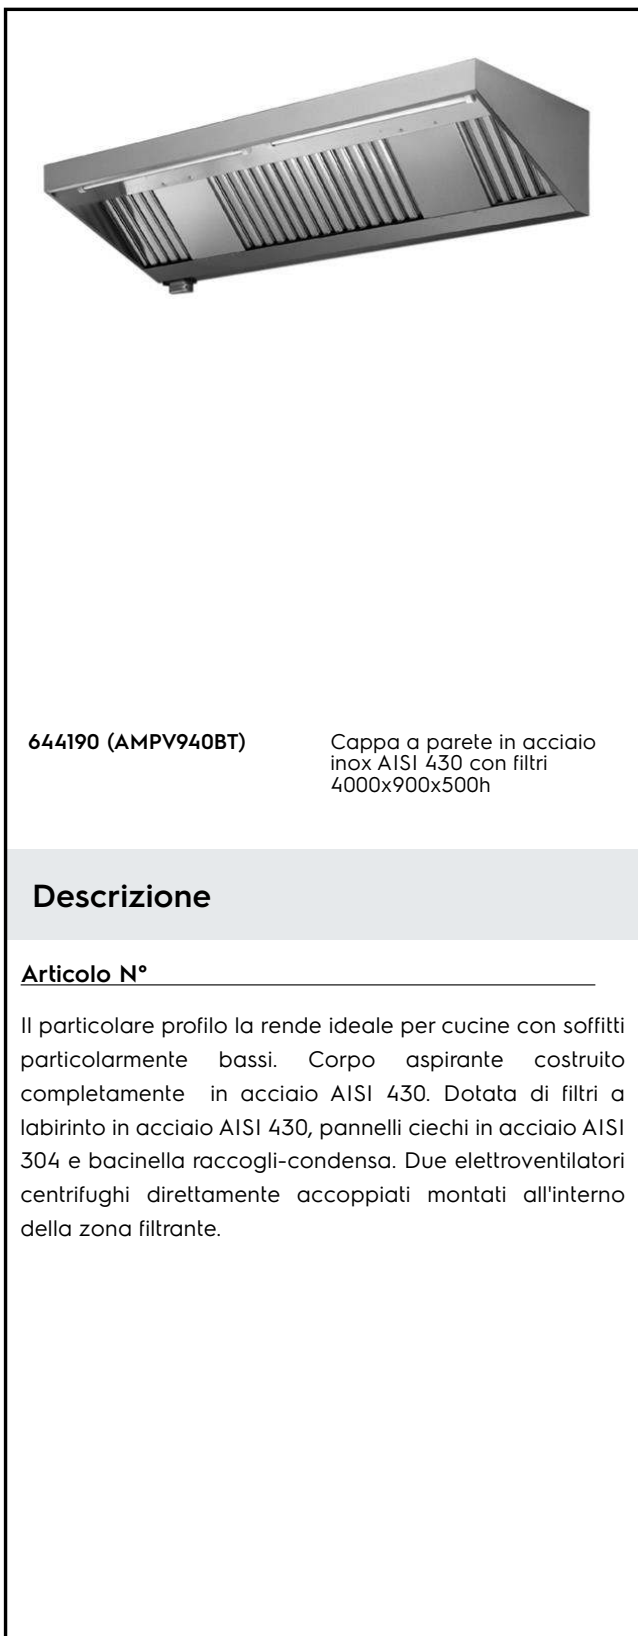 644190 (AMPV940BT)
Cappa a parete in acciaio
inox AISI 430 con filtri
4000x900x500h
Descrizione
Articolo N°
Il particolare profilo la rende ideale per cucine con soffitti
particolarmente bassi. Corpo aspirante costruito
completamente in acciaio AISI 430. Dotata di filtri a
labirinto in acciaio AISI 430, pannelli ciechi in acciaio AISI
304 e bacinella raccogli-condensa. Due elettroventilatori
centrifughi direttamente accoppiati montati all'interno
della zona filtrante.